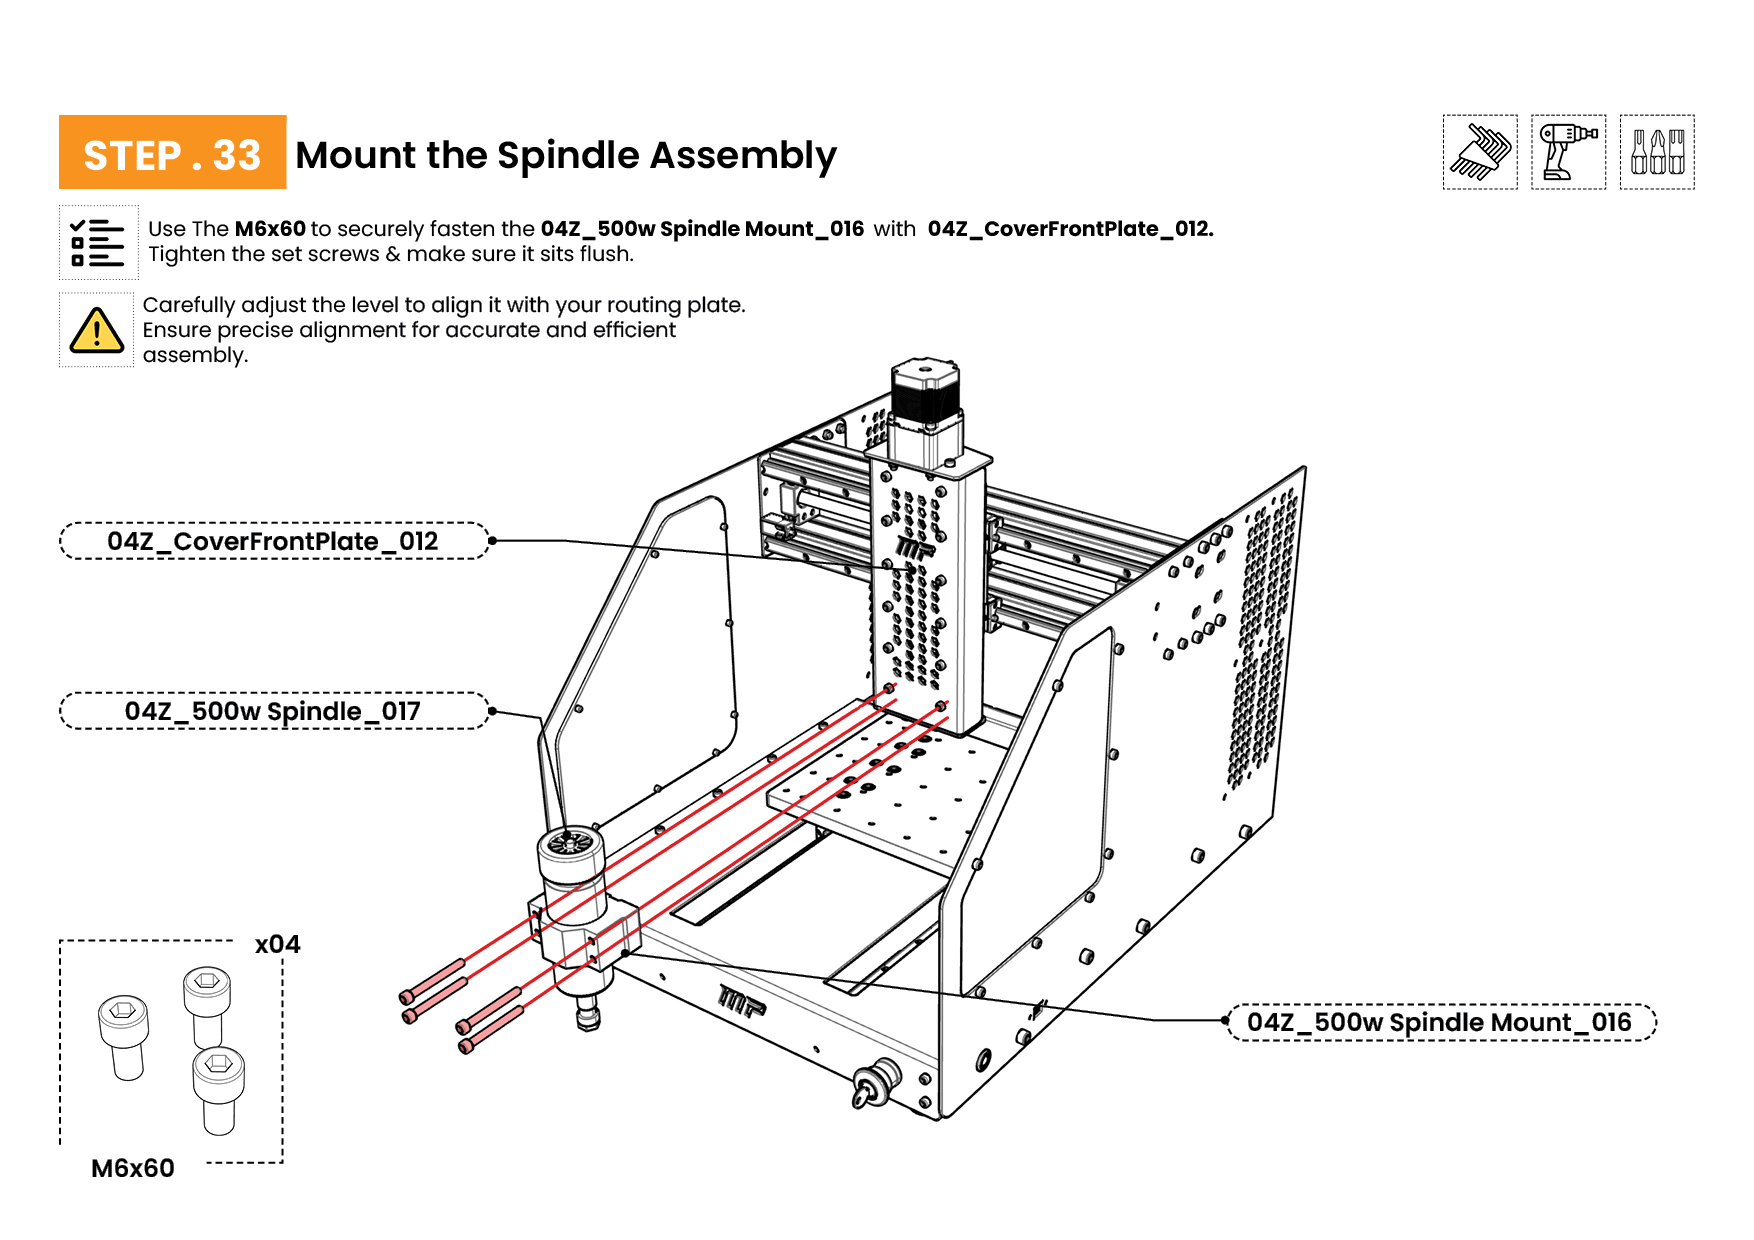 STEP . 33 Mount the Spindle Assembly
Use The M6x60 to securely fasten the 04Z_500w Spindle Mount_016 with 04Z_CoverFrontPlate_012.
Tighten the set screws & make sure it sits flush.
Carefully adjust the level to align it with your routing plate.
Ensure precise alignment for accurate and efficient
assembly.
MP
04Z_CoverFrontPlate_012
04Z_500w Spindle_017
x04
MP
04Z_500w Spindle Mount_016
M6x60